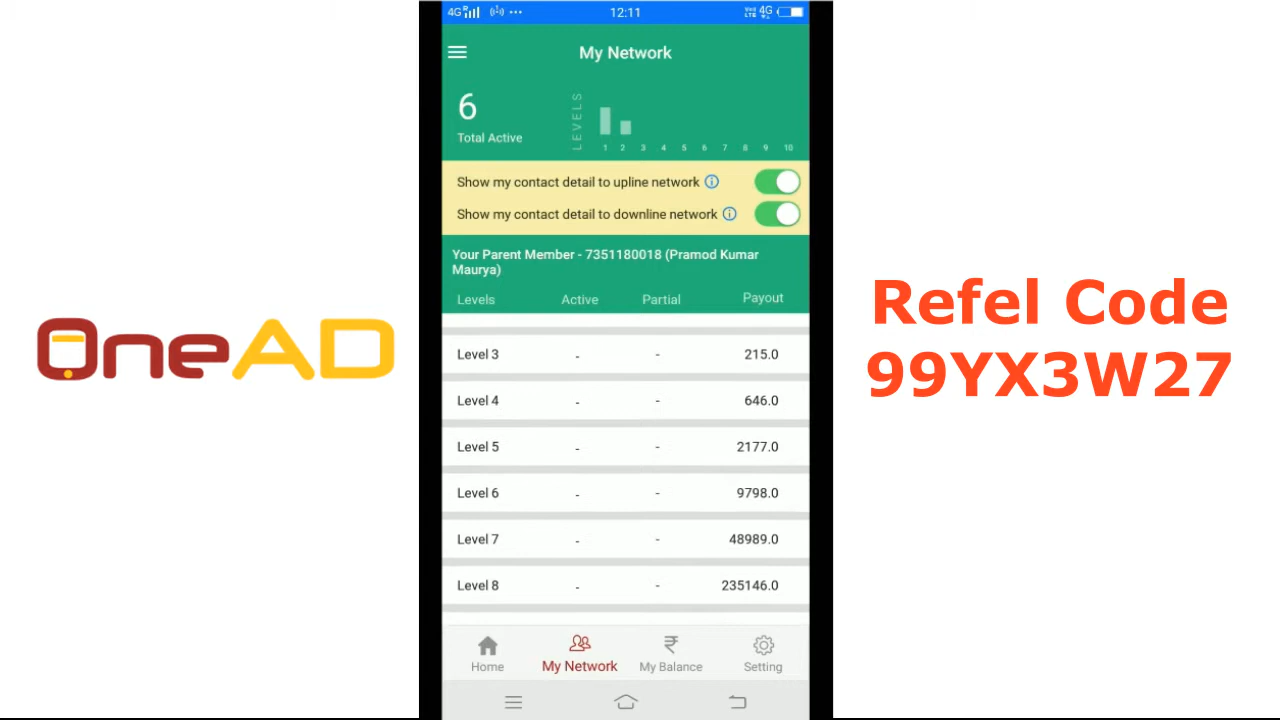 4G R 12:11 VoLTE 4G
My Network
6
Total Active
LEVELS
1 2 3 4 5 6 7 8 9 10
Show my contact detail to upline network
Show my contact detail to downline network
Your Parent Member - 7351180018 (Pramod Kumar
Maurya)
Levels Active Partial Payout
Level 3 - - 215.0
Level 4 - - 646.0
Level 5 - - 2177.0
Level 6 - - 9798.0
Level 7 - - 48989.0
Level 8 - - 235146.0
Home My Network My Balance Setting
OneAD
Refel Code
99YX3W27